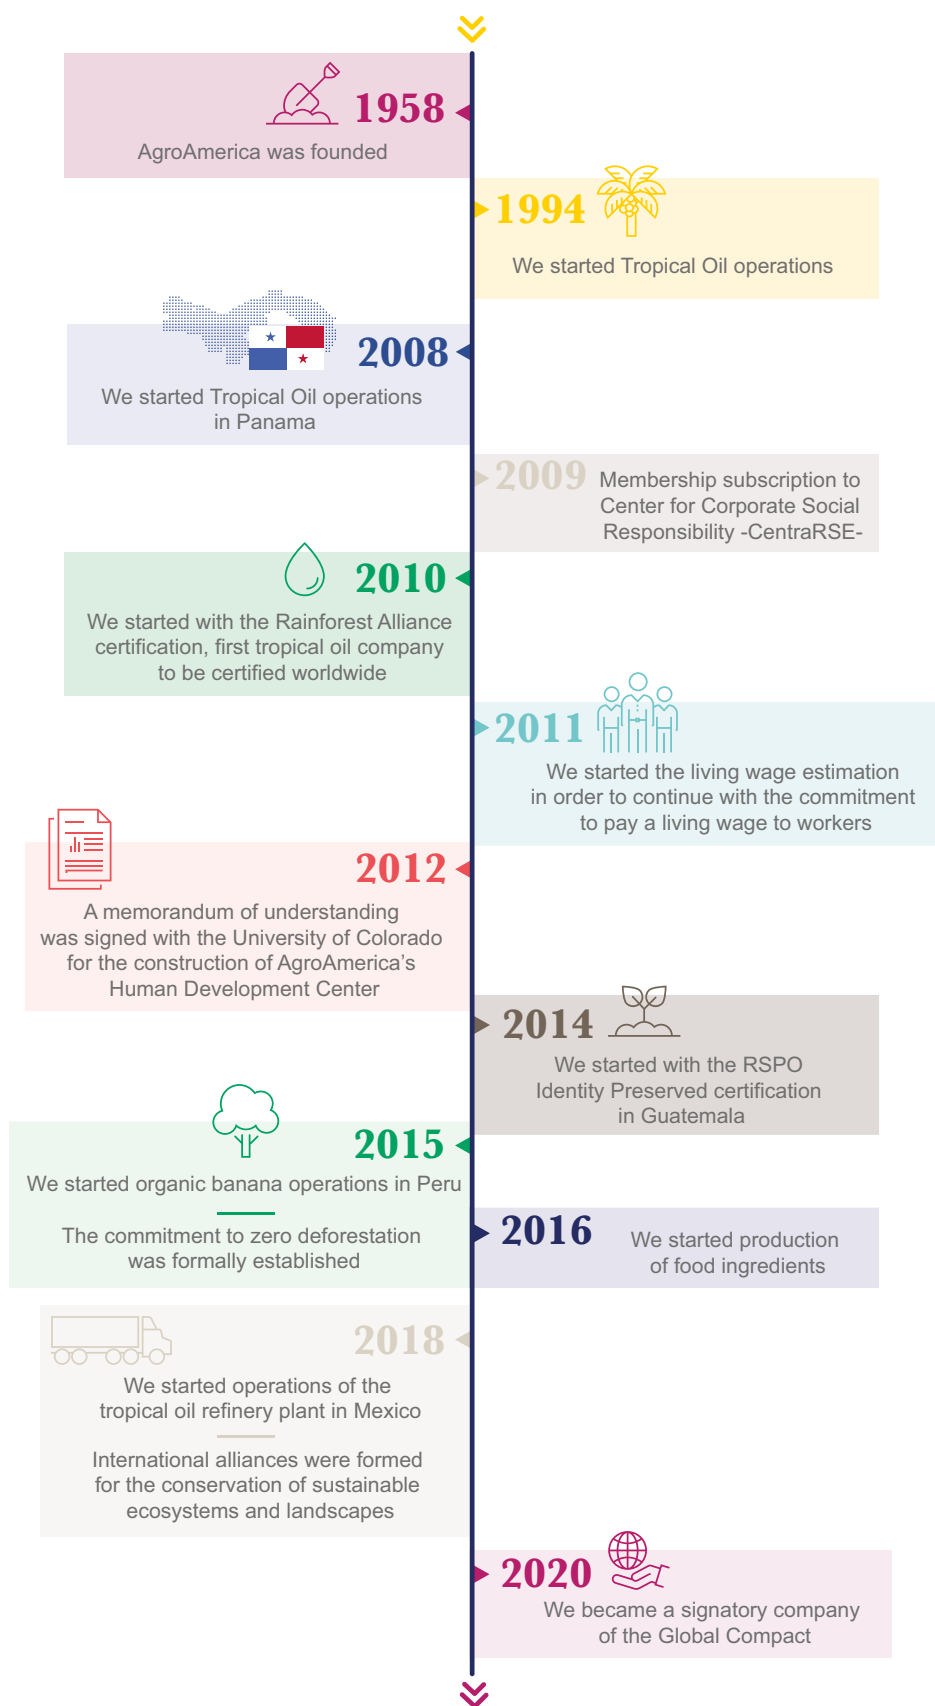 1958
AgroAmerica was founded
1994
We started Tropical Oil operations
2008
We started Tropical Oil operations
in Panama
2009
Membership subscription to
Center for Corporate Social
Responsibility -CentraRSE-
2010
We started with the Rainforest Alliance
certification, first tropical oil company
to be certified worldwide
2011
We started the living wage estimation
in order to continue with the commitment
to pay a living wage to workers
2012
A memorandum of understanding
was signed with the University of Colorado
for the construction of AgroAmerica's
Human Development Center
2014
We started with the RSPO
Identity Preserved certification
in Guatemala
2015
We started organic banana operations in Peru
The commitment to zero deforestation
was formally established
2016
We started production
of food ingredients
2018
We started operations of the
tropical oil refinery plant in Mexico
International alliances were formed
for the conservation of sustainable
ecosystems and landscapes
2020
We became a signatory company
of the Global Compact